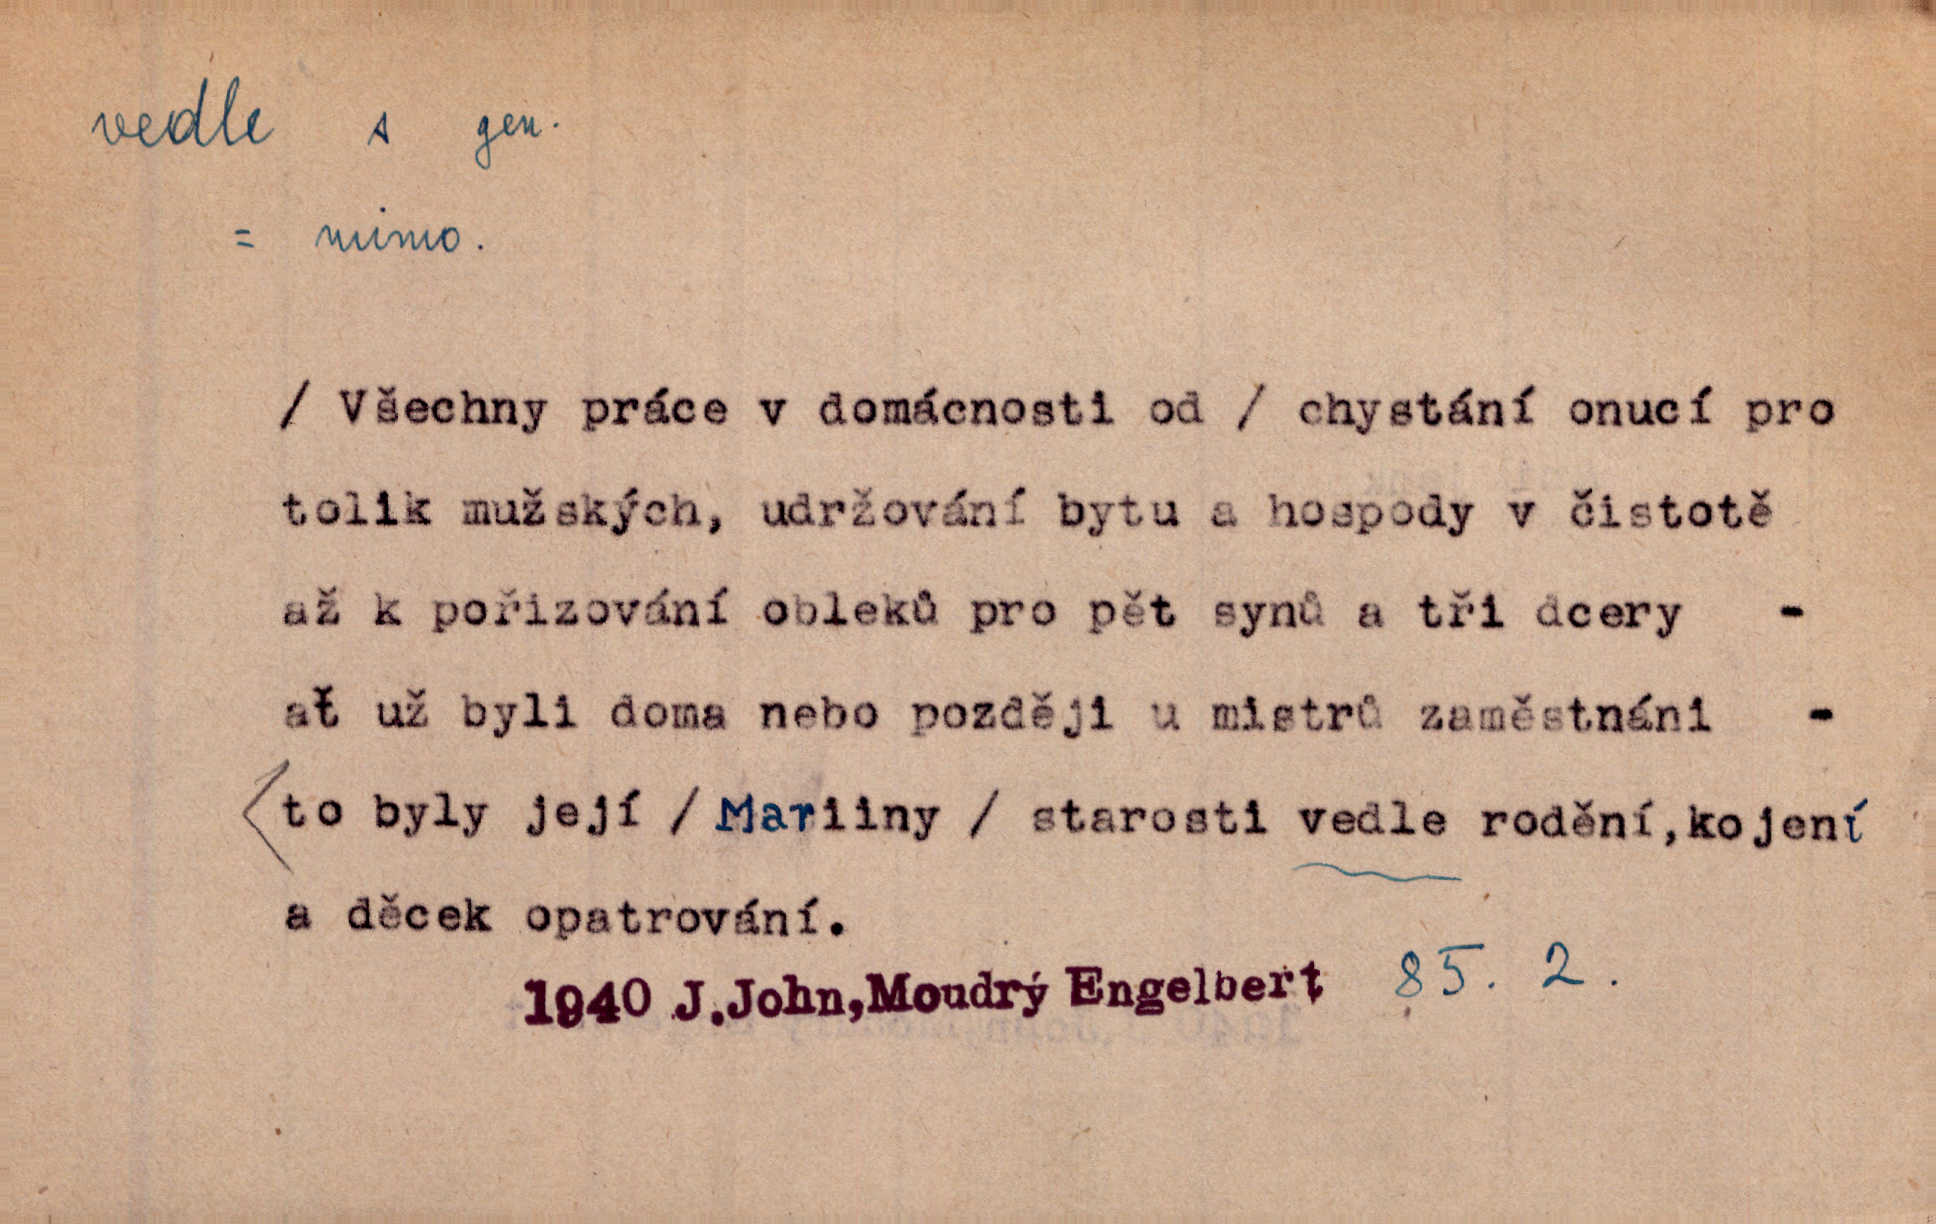 vedle s gen.
= mimo.
/ Všechny práce v domácnosti od / chystání onucí pro
tolik mužských, udržování bytu a hospody v čistotě
až k pořizování obleků pro pět synů a tři dcery -
ať už byli doma nebo později u mistrů zaměstnáni -
to byly její / Mariiny / starosti vedle rodění,kojení
a děcek opatrování.
1940 J.John,Moudrý Engelbert 85. 2.